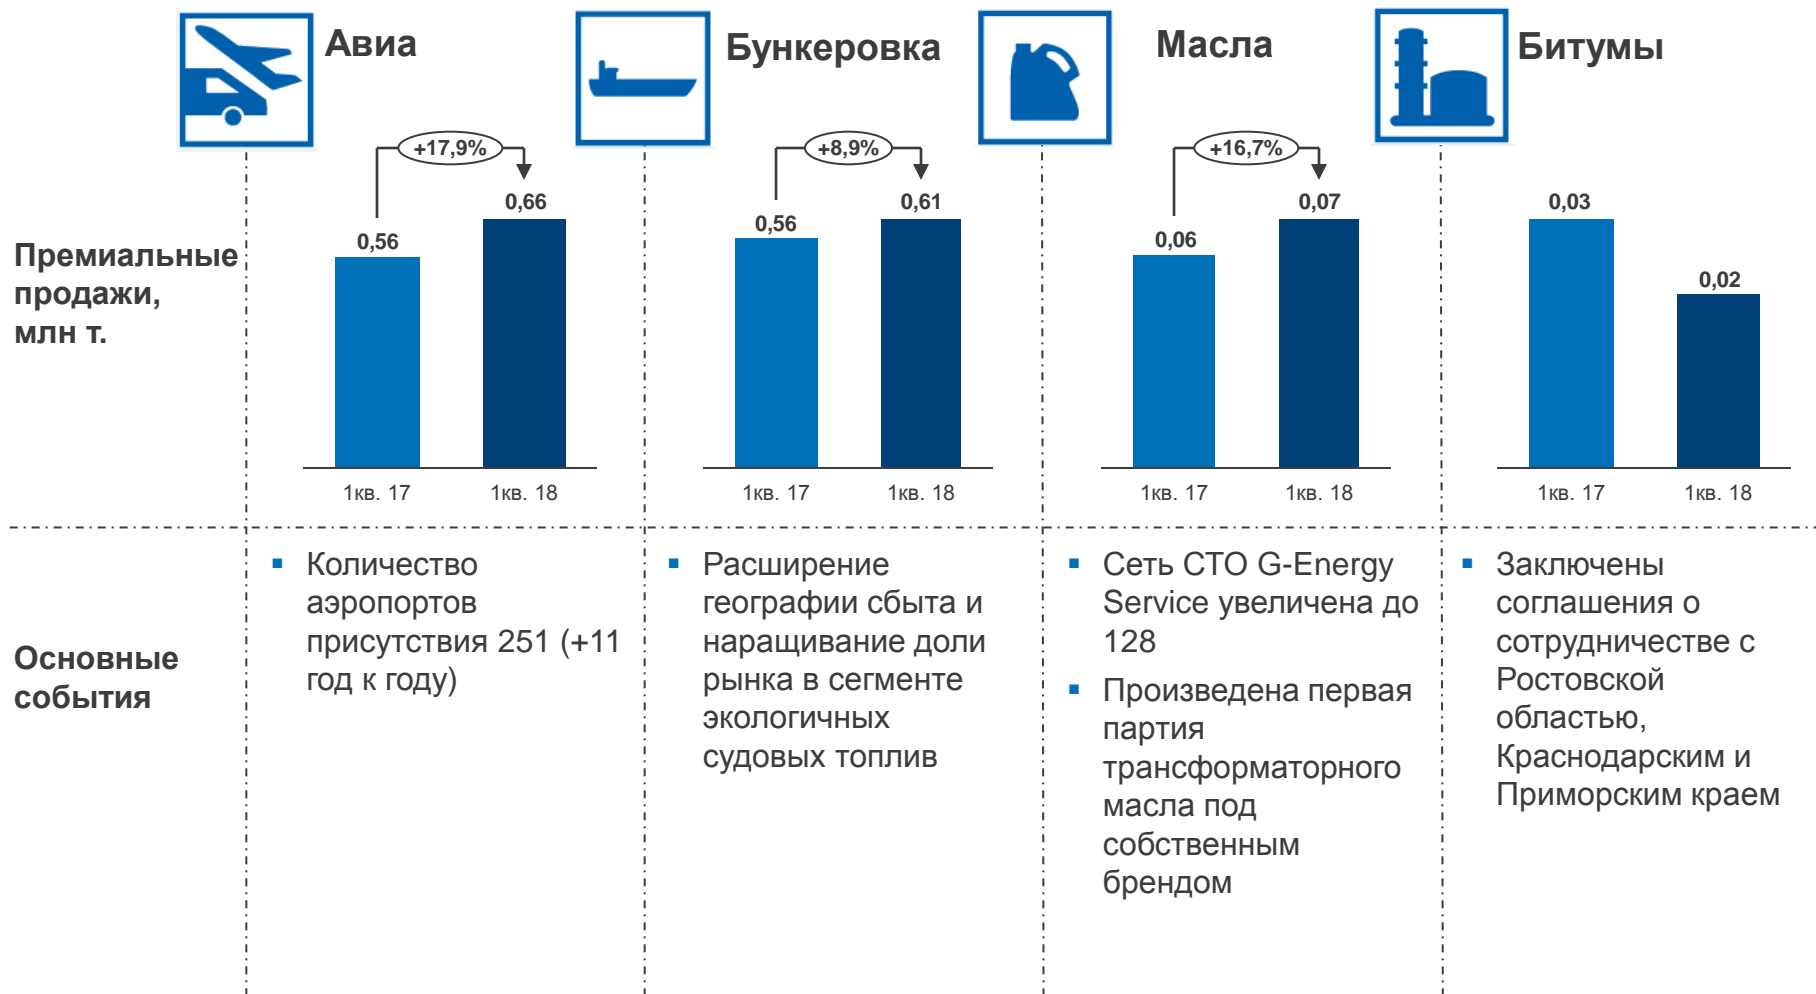 Авиа
Бункеровка
Масла
Битумы
Премиальные
продажи,
млн т.
+17,9%
0,56
0,66
1кв. 17
1кв. 18
+8,9%
0,56
0,61
1кв. 17
1кв. 18
+16,7%
0,06
0,07
1кв. 17
1кв. 18
0,03
0,02
1кв. 17
1кв. 18
Основные
события
▪ Количество
аэропортов
присутствия 251 (+11
год к году)
▪ Расширение
географии сбыта и
наращивание доли
рынка в сегменте
экологичных
судовых топлив
▪ Сеть СТО G-Energy
Service увеличена до
128
▪ Произведена первая
партия
трансформаторного
масла под
собственным
брендом
▪ Заключены
соглашения о
сотрудничестве с
Ростовской
областью,
Краснодарским и
Приморским краем